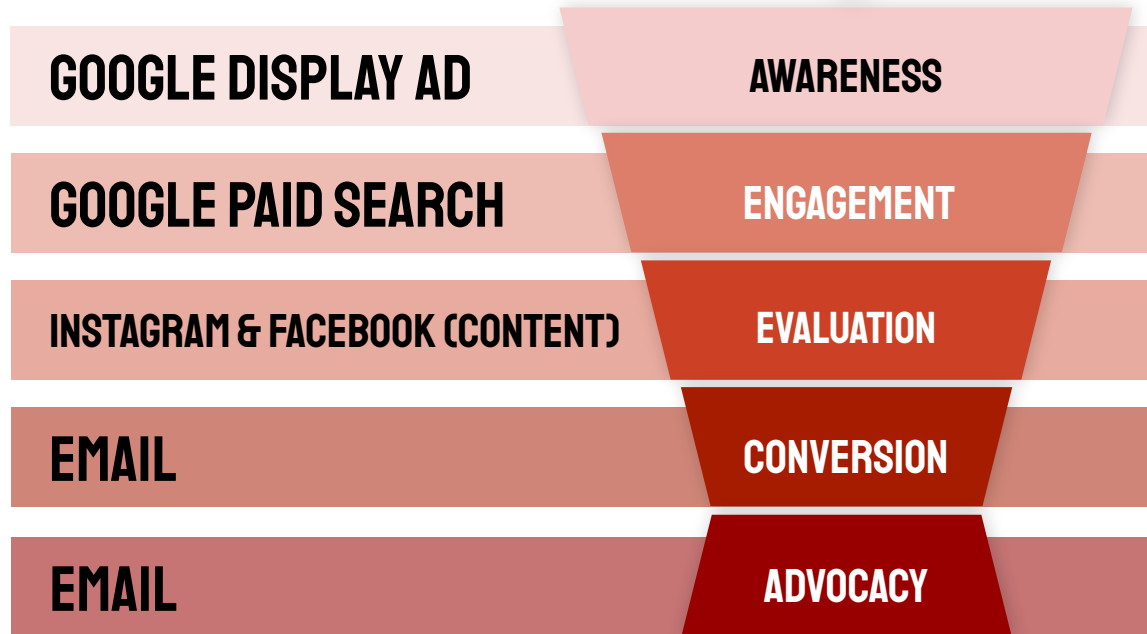 GOOGLE DISPLAY AD
AWARENESS
GOOGLE PAID SEARCH
ENGAGEMENT
INSTAGRAM & FACEBOOK (CONTENT)
EVALUATION
EMAIL
CONVERSION
EMAIL
ADVOCACY